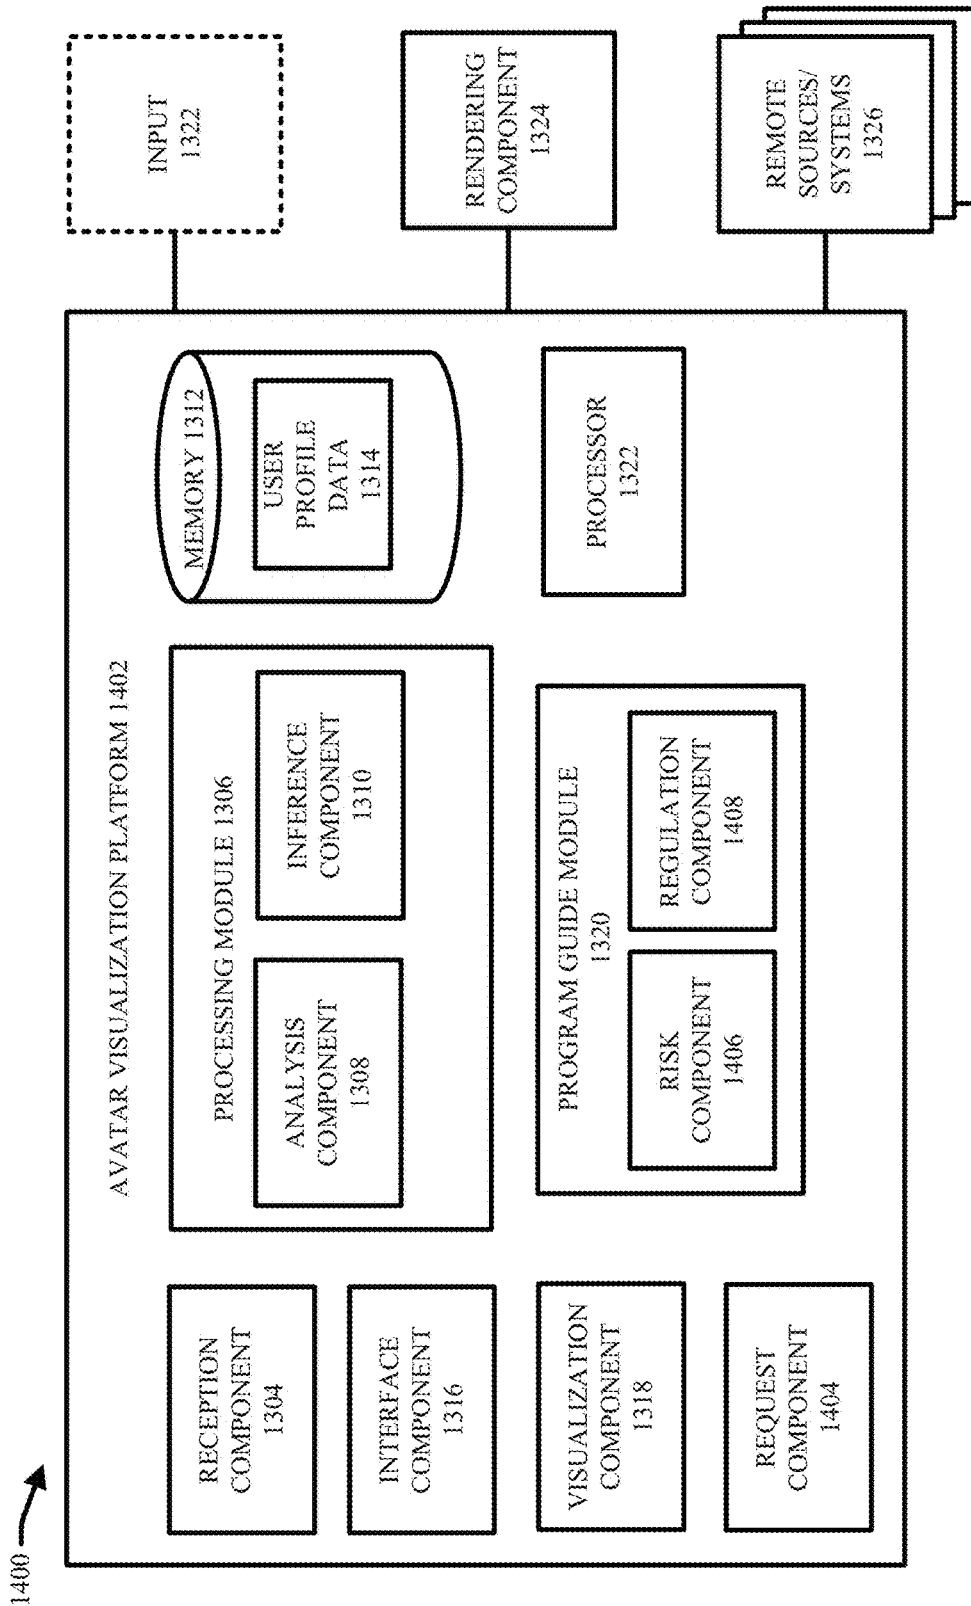 1400
AVATAR VISUALIZATION PLATFORM 1402
RECEPTION
COMPONENT
1304
INTERFACE
COMPONENT
1316
VISUALIZATION
COMPONENT
1318
REQUEST
COMPONENT
1404
PROCESSING MODULE 1306
ANALYSIS
COMPONENT
1308
INFERENCE
COMPONENT
1310
PROGRAM GUIDE MODULE
1320
RISK
COMPONENT
1406
REGULATION
COMPONENT
1408
MEMORY 1312
USER
PROFILE
DATA
1314
PROCESSOR
1322
INPUT
1322
RENDERING
COMPONENT
1324
REMOTE
SOURCES/
SYSTEMS
1326